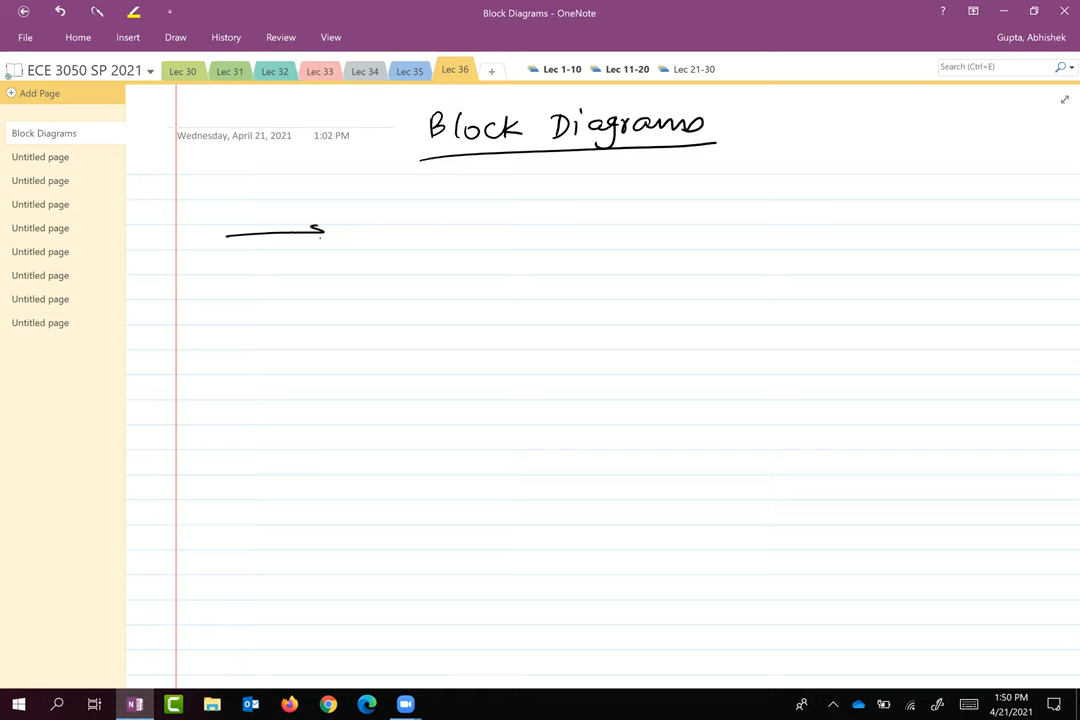 Block Diagrams - OneNote
?
File Home Insert Draw History Review View
Gupta, Abhishek
ECE 3050 SP 2021
Lec 30 Lec 31 Lec 32 Lec 33 Lec 34 Lec 35 Lec 36 + Lec 1-10 Lec 11-20 Lec 21-30
Search (Ctrl+E)
Add Page
Block Diagrams
Untitled page
Untitled page
Untitled page
Untitled page
Untitled page
Untitled page
Untitled page
Untitled page
Block Diagrams
Wednesday, April 21, 2021 1:02 PM
1:50 PM
4/21/2021